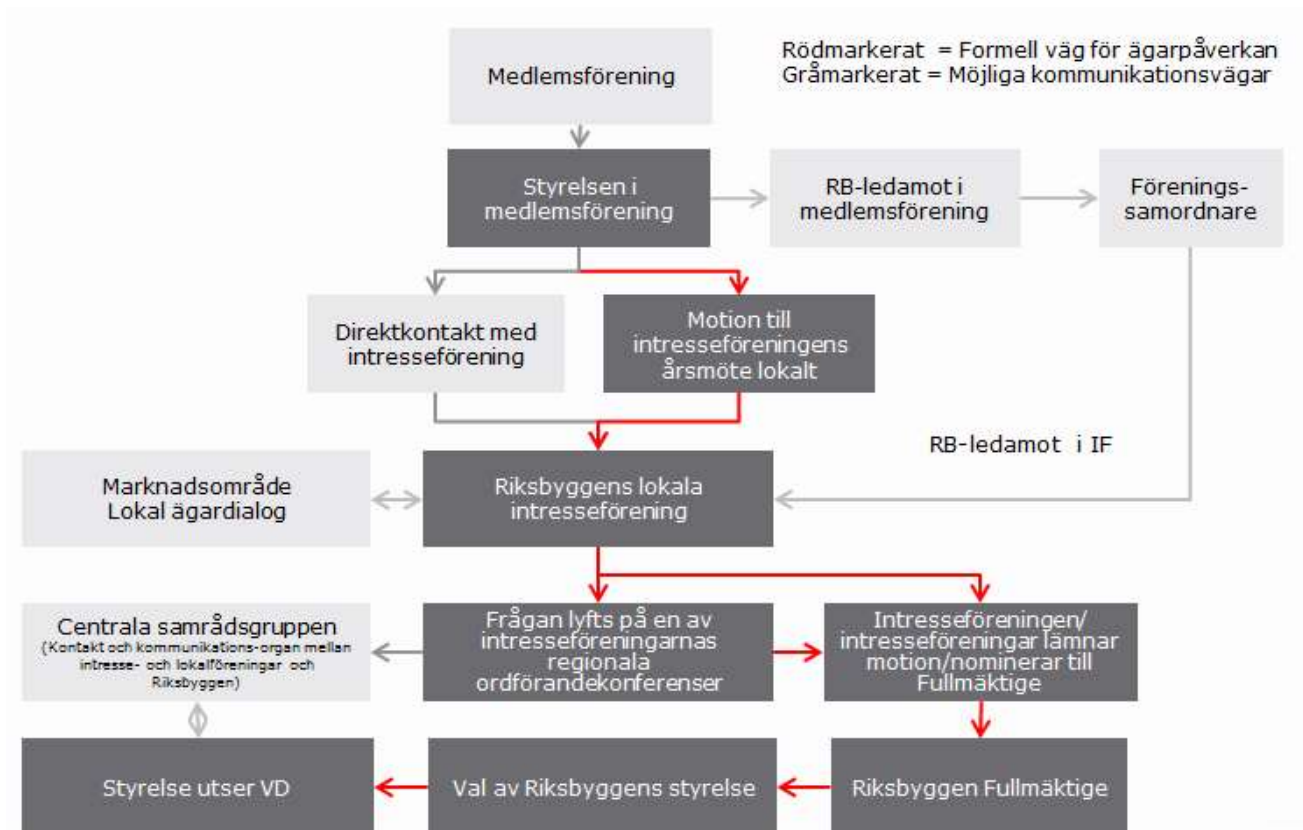 Rödmarkerat = Formell väg för ägarpåverkan
Gråmarkerat = Möjliga kommunikationsvägar
Medlemsförening
Styrelsen i
medlemsförening
RB-ledamot i
medlemsförening
Förenings-
samordnare
Direktkontakt med
intresseförening
Motion till
intresseföreningens
årsmöte lokalt
RB-ledamot i IF
Marknadsområde
Lokal ägardialog
Riksbyggens lokala
intresseförening
Centrala samrådsgruppen
(Kontakt och kommunikations-organ mellan
intresse- och lokalföreningar och
Riksbyggen)
Frågan lyfts på en av
intresseföreningarnas
regionala
ordförandekonferenser
Intresseföreningen/
intresseföreningar lämnar
motion/nominerar till
Fullmäktige
Styrelse utser VD
Val av Riksbyggens styrelse
Riksbyggen Fullmäktige